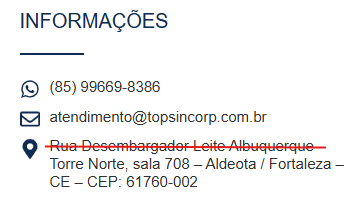 INFORMAÇÕES
(85) 99669-8386
atendimento@topsincorp.com.br
Rua Desembargador Leite Albuquerque
Torre Norte, sala 708 – Aldeota / Fortaleza –
CE – CEP: 61760-002